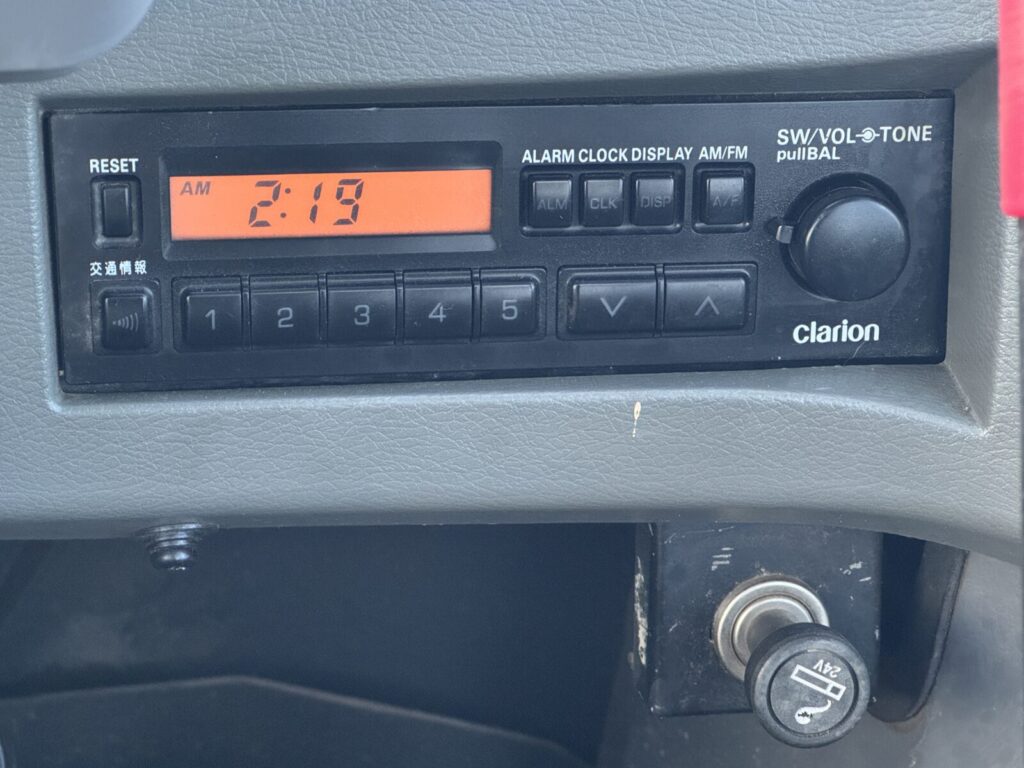 SW/VOL TONE
pullBAL
RESET
ALARM CLOCK DISPLAY AM/FM
AM 2:19
ALM CLK DISP A/F
交通情報
1 2 3 4 5
clarion
24V